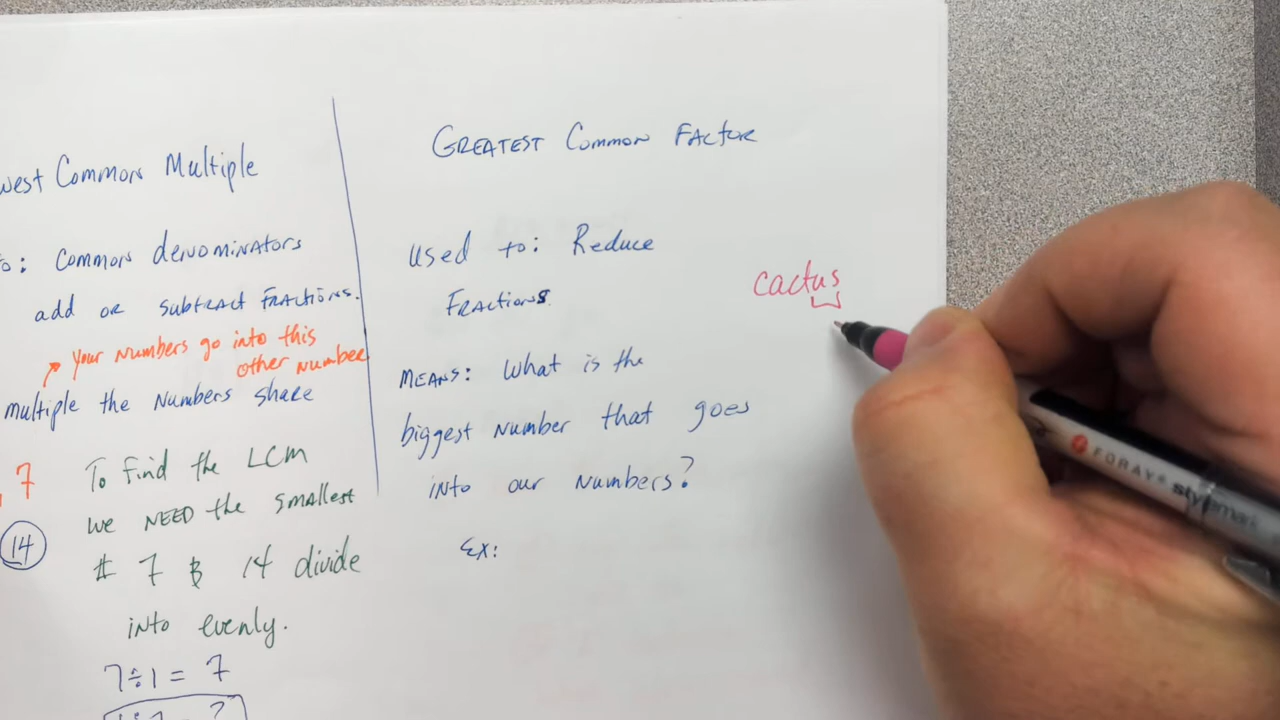 west Common Multiple
o: Common denominators
add or subtract Fractions.
your Numbers go into this
other Number
multiple the Numbers share
, 7
14
To find the LCM
we NEED the smallest
# 7 & 14 divide
into evenly.
7÷1 = 7
GREATEST COMMON FACTOR
used to: Reduce
FRACTIONS.
cactus
MEANS: What is the
biggest Number that goes
into our Numbers?
Ex:
FORAY stylemark